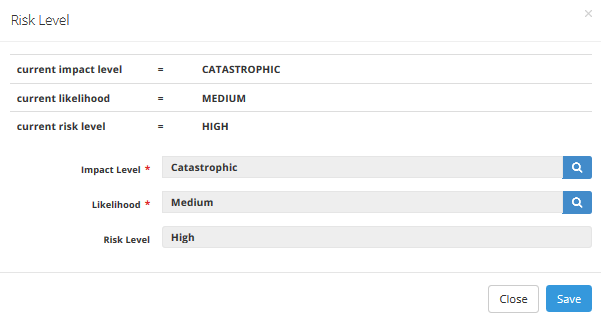 Risk Level ×
current impact level = CATASTROPHIC
current likelihood = MEDIUM
current risk level = HIGH
Impact Level * Catastrophic
Likelihood * Medium
Risk Level High
Close Save